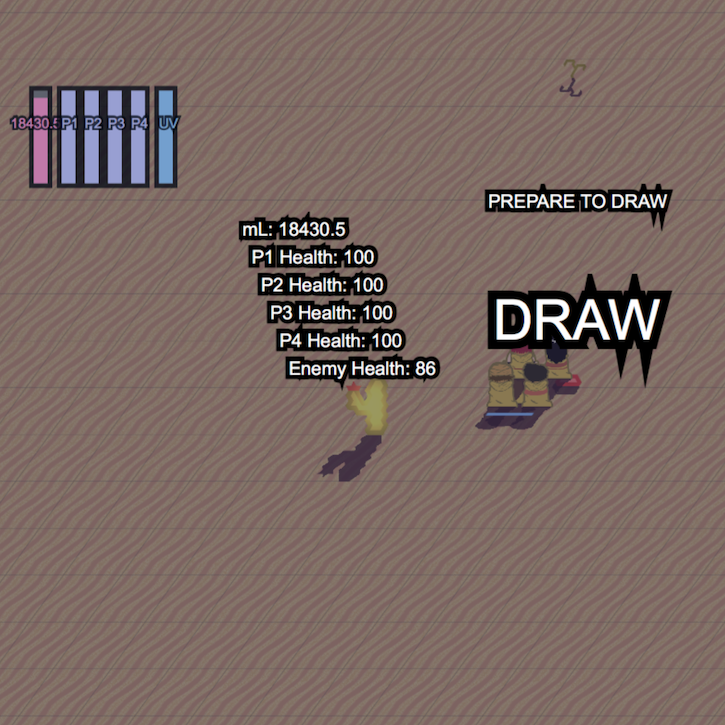 18430.5 P1 P2 P3 P4 UV
PREPARE TO DRAW
mL: 18430.5
P1 Health: 100
P2 Health: 100
P3 Health: 100
P4 Health: 100
Enemy Health: 86
DRAW